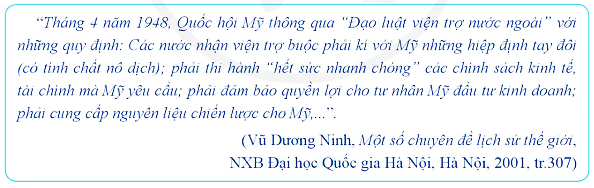 “Tháng 4 năm 1948, Quốc hội Mỹ thông qua “Đạo luật viện trợ nước ngoài” với
những quy định: Các nước nhận viện trợ buộc phải kí với Mỹ những hiệp định tay đôi
(có tính chất nô dịch); phải thi hành “hết sức nhanh chóng” các chính sách kinh tế,
tài chính mà Mỹ yêu cầu; phải đảm bảo quyền lợi cho tư nhân Mỹ đầu tư kinh doanh;
phải cung cấp nguyên liệu chiến lược cho Mỹ,...”.
(Vũ Dương Ninh, Một số chuyên đề lịch sử thế giới,
NXB Đại học Quốc gia Hà Nội, Hà Nội, 2001, tr.307)